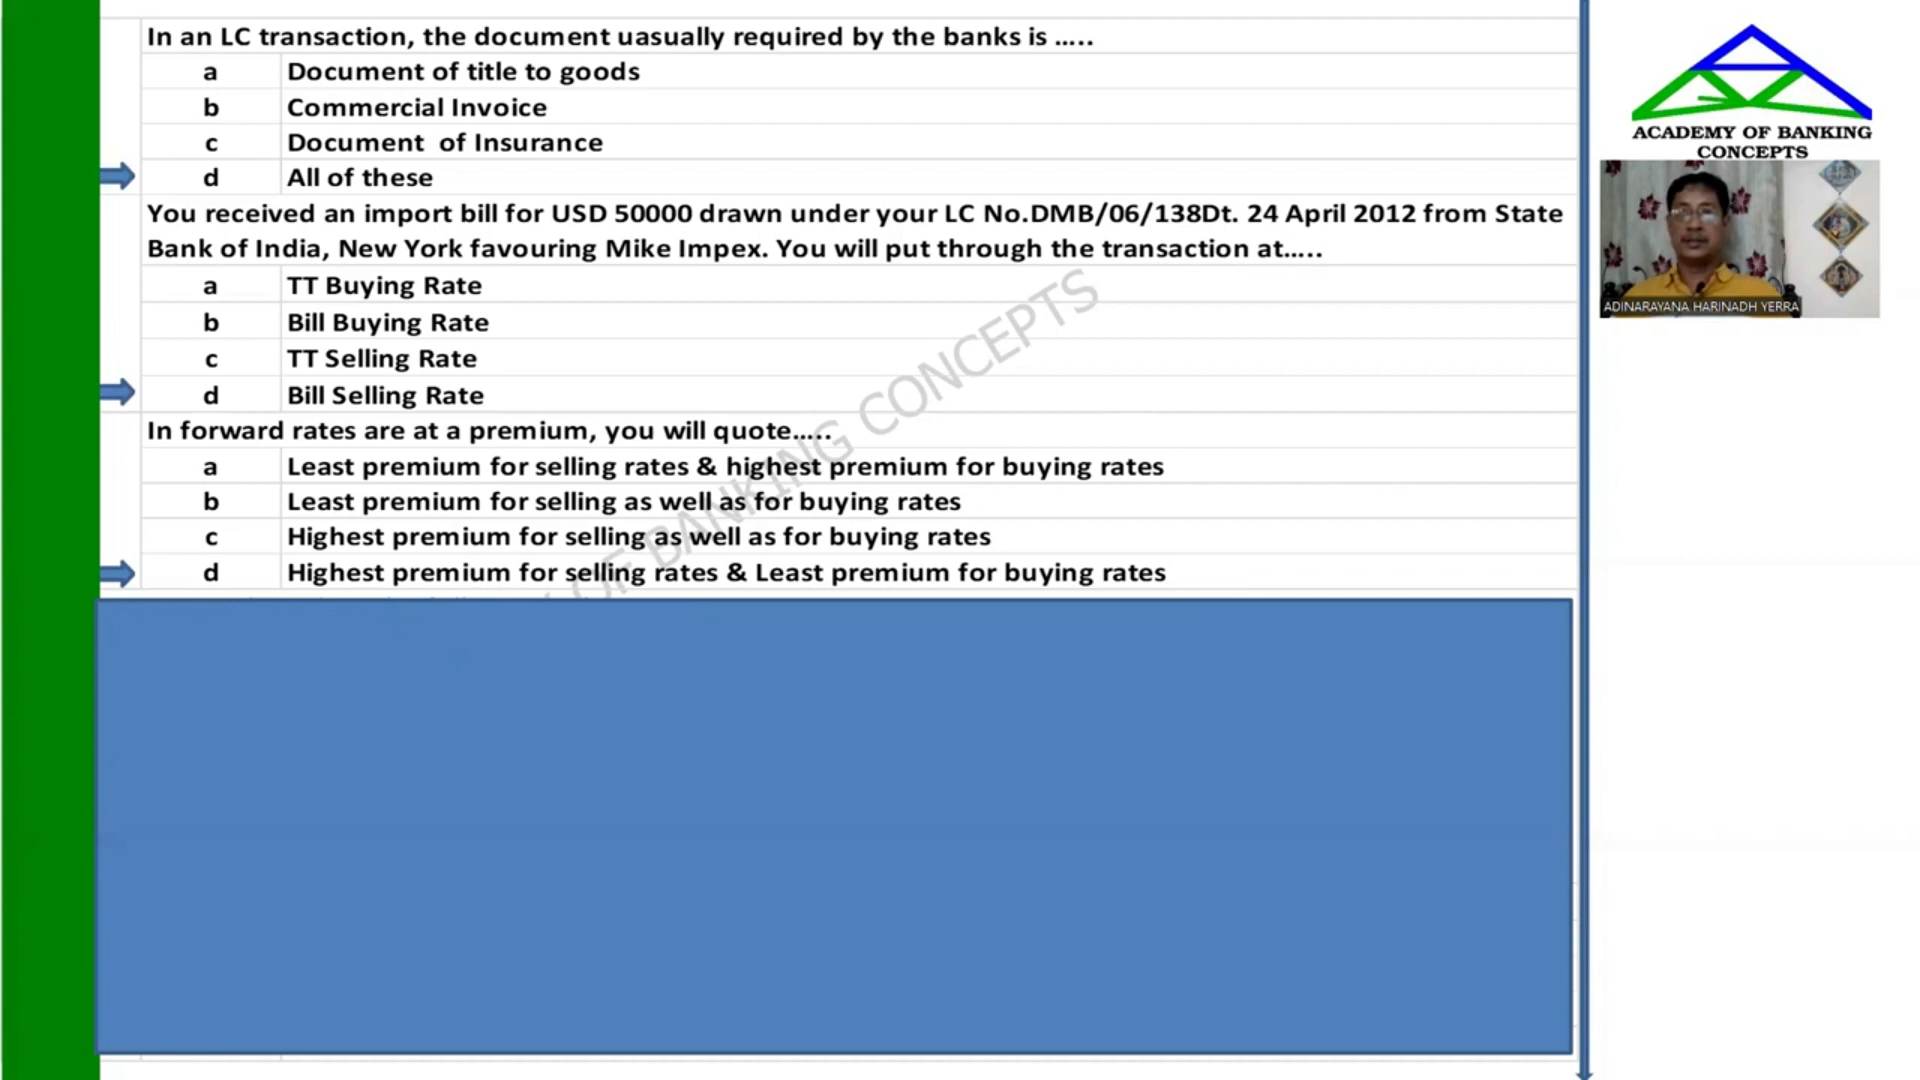 In an LC transaction, the document uasually required by the banks is …..
a Document of title to goods
b Commercial Invoice
c Document of Insurance
d All of these
You received an import bill for USD 50000 drawn under your LC No.DMB/06/138Dt. 24 April 2012 from State
Bank of India, New York favouring Mike Impex. You will put through the transaction at…..
a TT Buying Rate
b Bill Buying Rate
c TT Selling Rate
d Bill Selling Rate
In forward rates are at a premium, you will quote…..
a Least premium for selling rates & highest premium for buying rates
b Least premium for selling as well as for buying rates
c Highest premium for selling as well as for buying rates
d Highest premium for selling rates & Least premium for buying rates
OF BANKING CONCEPTS
ACADEMY OF BANKING
CONCEPTS
ADINARAYANA HARINADH YERRA